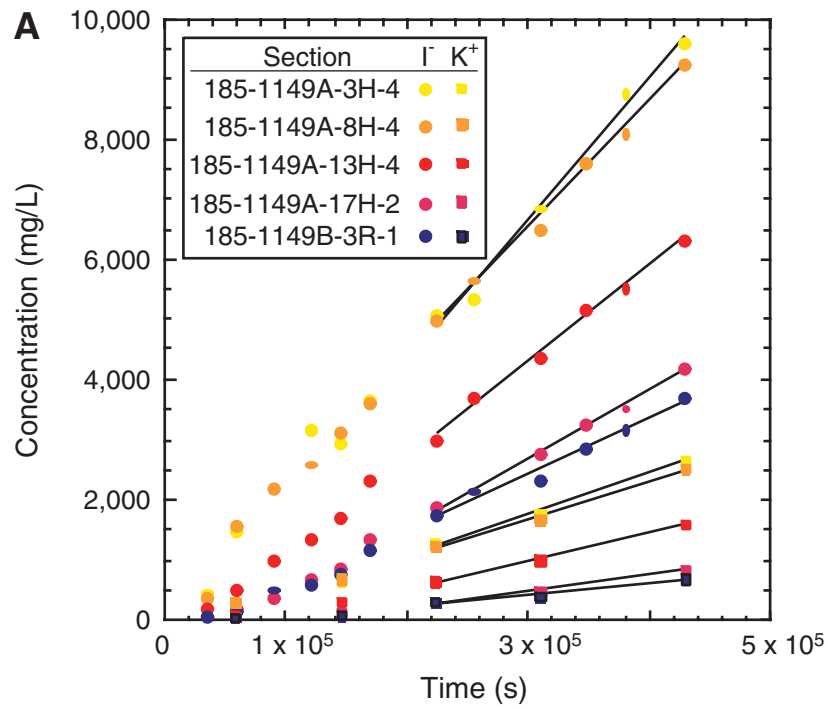 A
10,000
8,000
6,000
4,000
2,000
0
Concentration (mg/L)
Section I⁻ K⁺
185-1149A-3H-4
185-1149A-8H-4
185-1149A-13H-4
185-1149A-17H-2
185-1149B-3R-1
0 1 x 10⁵ 3 x 10⁵ 5 x 10⁵
Time (s)